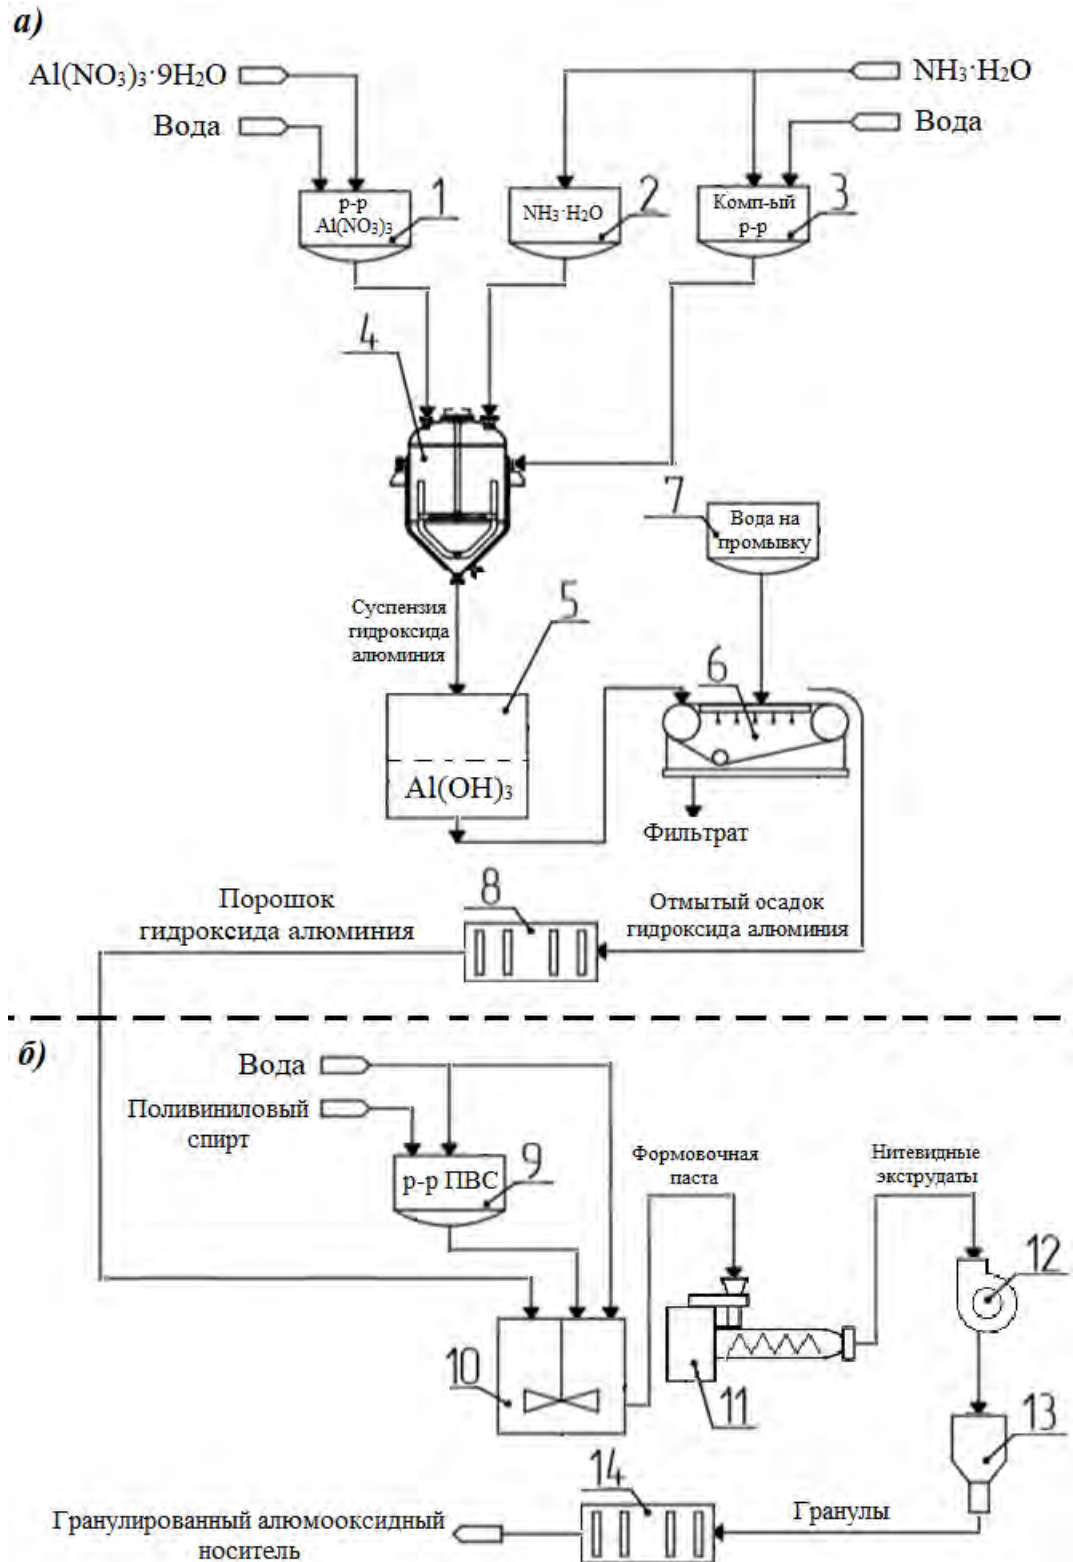 а)
Al(NO₃)₃·9H₂O
NH₃·H₂O
Вода
Вода
1
2
3
р-р
Al(NO₃)₃
NH₃·H₂O
Комп-ый
р-р
4
7
Вода на
промывку
Суспензия
гидроксида
алюминия
5
6
Al(OH)₃
Фильтрат
8
Порошок
гидроксида алюминия
Отмытый осадок
гидроксида алюминия
б)
Вода
Поливиниловый
спирт
р-р ПВС
9
Формовочная
паста
Нитевидные
экструдаты
12
10
11
13
14
Гранулы
Гранулированный алюмооксидный
носитель